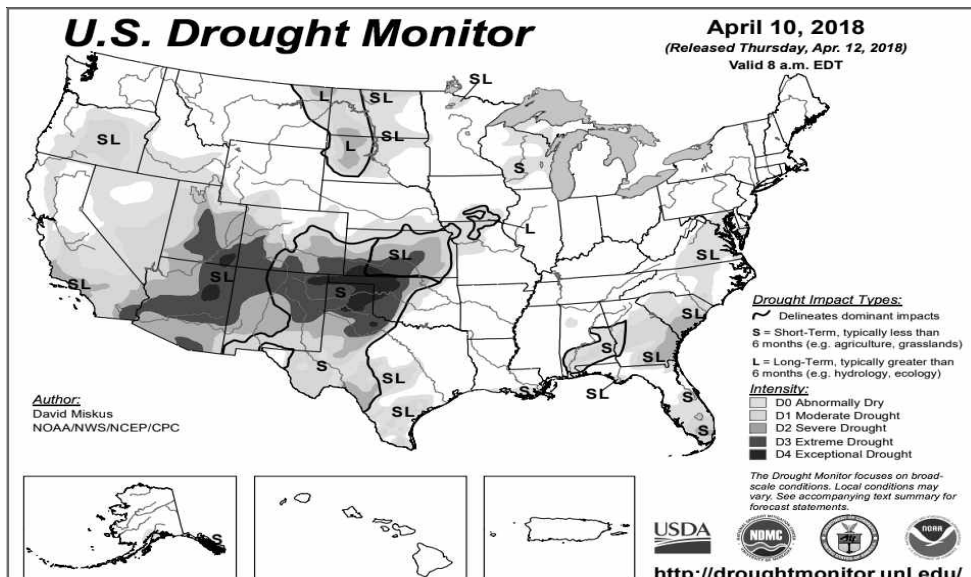 U.S. Drought Monitor
April 10, 2018
(Released Thursday, Apr. 12, 2018)
Valid 8 a.m. EDT
SL
L
SL
SL
SL
L
S
L
SL
SL
SL
SL
S
SL
S
SL
S
SL
SL
S
SL
S
S
S
Drought Impact Types:
Delineates dominant impacts
S = Short-Term, typically less than
6 months (e.g. agriculture, grasslands)
L = Long-Term, typically greater than
6 months (e.g. hydrology, ecology)
Intensity:
D0 Abnormally Dry
D1 Moderate Drought
D2 Severe Drought
D3 Extreme Drought
D4 Exceptional Drought
Author:
David Miskus
NOAA/NWS/NCEP/CPC
The Drought Monitor focuses on broad-
scale conditions. Local conditions may
vary. See accompanying text summary for
forecast statements.
USDA
NDMC
NOAA
http://droughtmonitor.unl.edu/